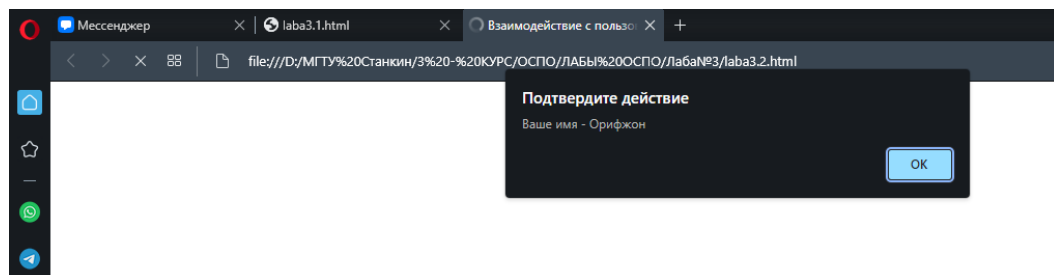 Мессенджер
laba3.1.html
Взаимодействие с пользо
file:///D:/МГТУ%20Станкин/3%20-%20КУРС/ОСПО/ЛАБЫ%20ОСПО/Лаба№3/laba3.2.html
Подтвердите действие
Ваше имя - Орифжон
ОК